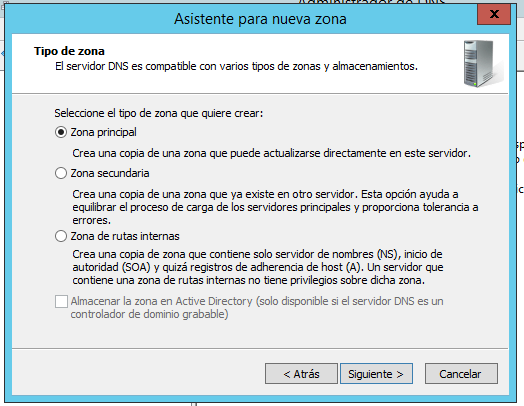 Administrador de DNS
Asistente para nueva zona
x
Tipo de zona
El servidor DNS es compatible con varios tipos de zonas y almacenamientos.
Seleccione el tipo de zona que quiere crear:
Zona principal
Crea una copia de una zona que puede actualizarse directamente en este servidor.
Zona secundaria
Crea una copia de una zona que ya existe en otro servidor. Esta opción ayuda a
equilibrar el proceso de carga de los servidores principales y proporciona tolerancia a
errores.
Zona de rutas internas
Crea una copia de zona que contiene solo servidor de nombres (NS), inicio de
autoridad (SOA) y quizá registros de adherencia de host (A). Un servidor que
contiene una zona de rutas internas no tiene privilegios sobre dicha zona.
Almacenar la zona en Active Directory (solo disponible si el servidor DNS es un
controlador de dominio grabable)
< Atrás
Siguiente >
Cancelar